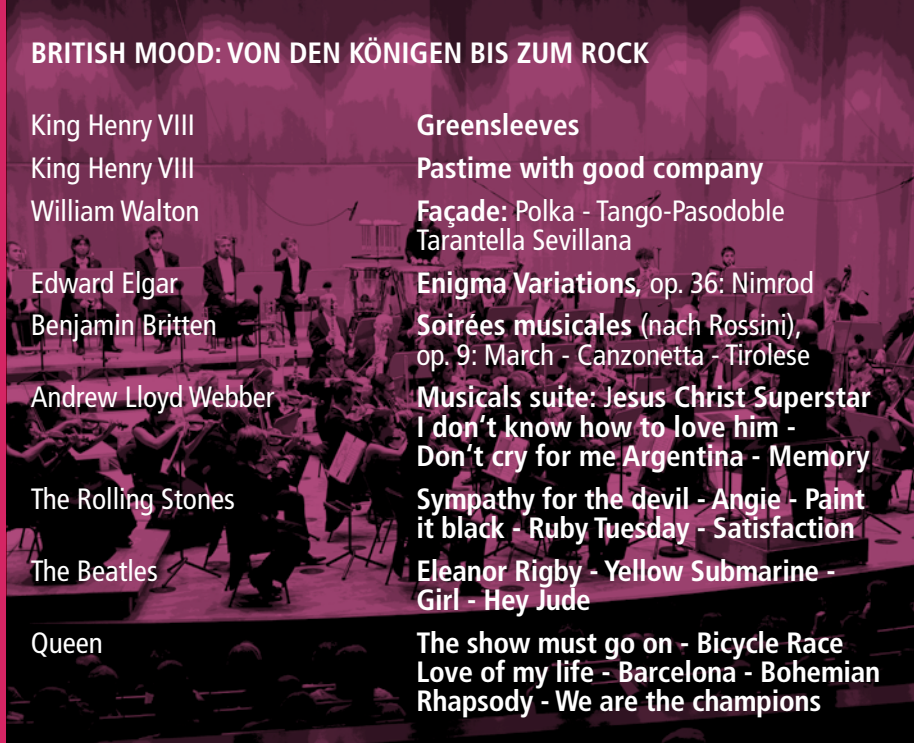 BRITISH MOOD: VON DEN KÖNIGEN BIS ZUM ROCK
King Henry VIII Greensleeves
King Henry VIII Pastime with good company
William Walton Façade: Polka - Tango-Pasodoble
Tarantella Sevillana
Edward Elgar Enigma Variations, op. 36: Nimrod
Benjamin Britten Soirées musicales (nach Rossini),
op. 9: March - Canzonetta - Tirolese
Andrew Lloyd Webber Musicals suite: Jesus Christ Superstar
I don‘t know how to love him -
Don‘t cry for me Argentina - Memory
The Rolling Stones Sympathy for the devil - Angie - Paint
it black - Ruby Tuesday - Satisfaction
The Beatles Eleanor Rigby - Yellow Submarine -
Girl - Hey Jude
Queen The show must go on - Bicycle Race
Love of my life - Barcelona - Bohemian
Rhapsody - We are the champions